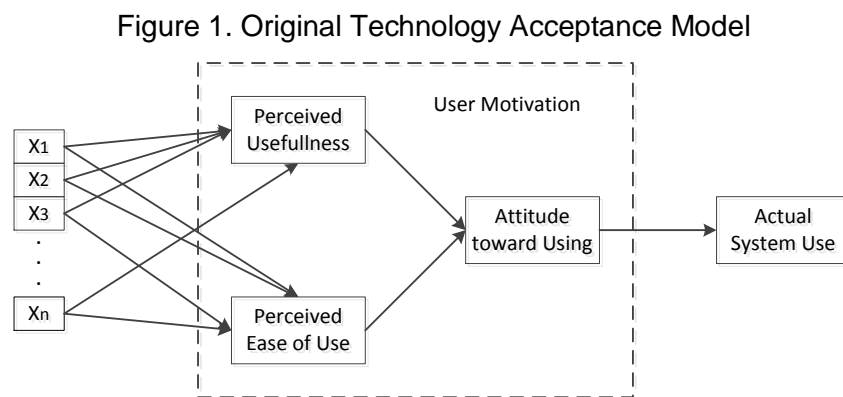 Figure 1. Original Technology Acceptance Model
User Motivation
Perceived
Usefullness
X1
X2
X3
.
.
.
Xn
Attitude
toward Using
Actual
System Use
Perceived
Ease of Use